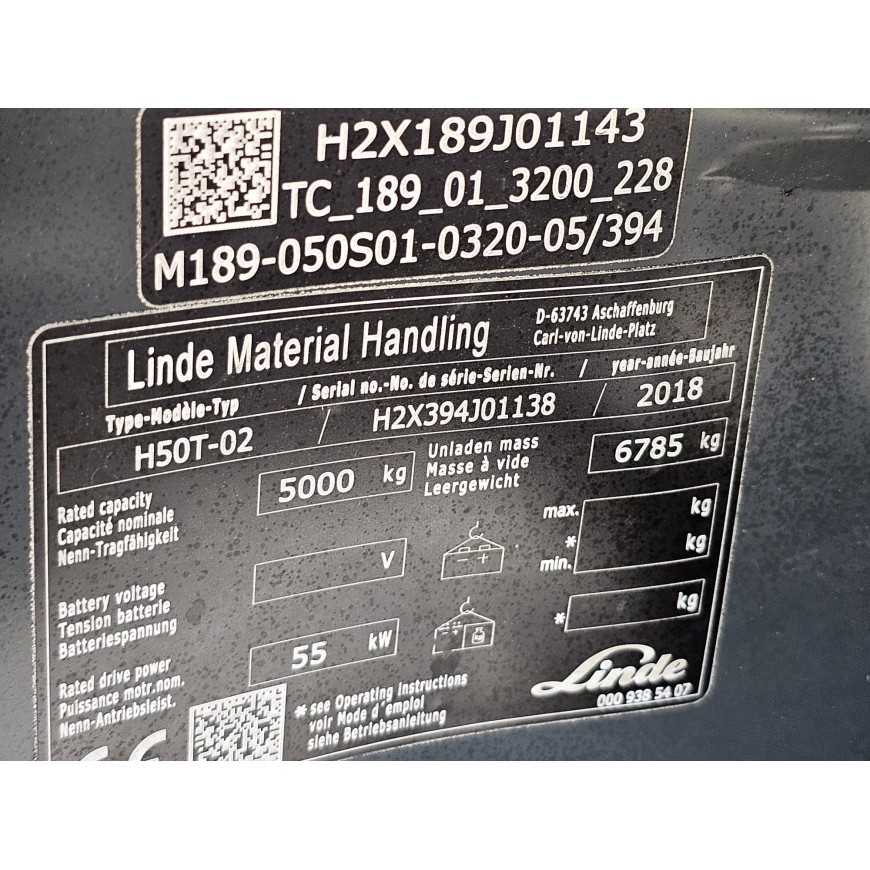 H2X189J01143
TC_189_01_3200_228
M189-050S01-0320-05/394
Linde Material Handling
D-63743 Aschaffenburg
Carl-von-Linde-Platz
Type-Modèle-Typ / Serial no.-No. de série-Serien-Nr. / year-année-Baujahr
H50T-02 / H2X394J01138 / 2018
Rated capacity
Capacité nominale
Nenn-Tragfähigkeit
5000 kg
Unladen mass
Masse à vide
Leergewicht
6785 kg
Battery voltage
Tension batterie
Batteriespannung
V
- +
max. kg
*
min. kg
Rated drive power
Puissance motr.nom.
Nenn-Antriebsleist.
55 kW
kg
* kg
* see Operating Instructions
voir Mode d'emploi
siehe Betriebsanleitung
Linde
000 938 54 07
CE